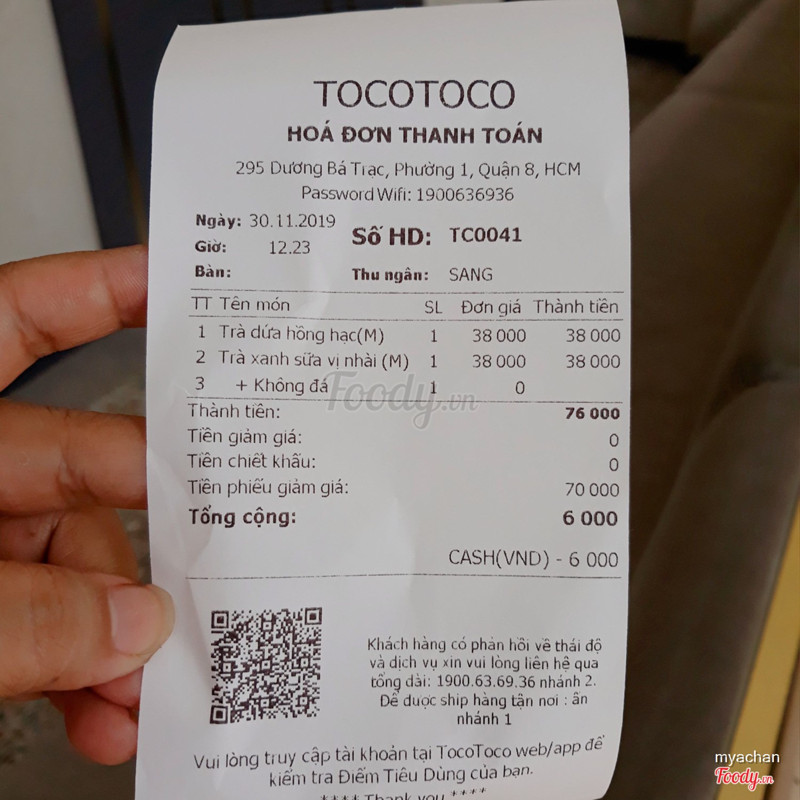 TOCOTOCO
HOÁ ĐƠN THANH TOÁN
295 Dương Bá Trạc, Phường 1, Quận 8, HCM
Password Wifi: 1900636936
Ngày: 30.11.2019
Giờ: 12.23 Số HD: TC0041
Bàn: Thu ngân: SANG
TT Tên món SL Đơn giá Thành tiền
1 Trà dứa hồng hạc(M) 1 38 000 38 000
2 Trà xanh sữa vị nhài (M) 1 38 000 38 000
3 + Không đá 1 0
Foody.vn
Thành tiền: 76 000
Tiền giảm giá: 0
Tiền chiết khấu: 0
Tiền phiếu giảm giá: 70 000
Tổng cộng: 6 000
CASH(VND) - 6 000
Khách hàng có phản hồi về thái độ
và dịch vụ xin vui lòng liên hệ qua
tổng dài: 1900.63.69.36 nhánh 2.
Để được ship hàng tận nơi : ấn
nhánh 1
Vui lòng truy cập tài khoản tại TocoToco web/app để
kiểm tra Điểm Tiêu Dùng của bạn.
**** Thank you ****
myachan
Foody.vn